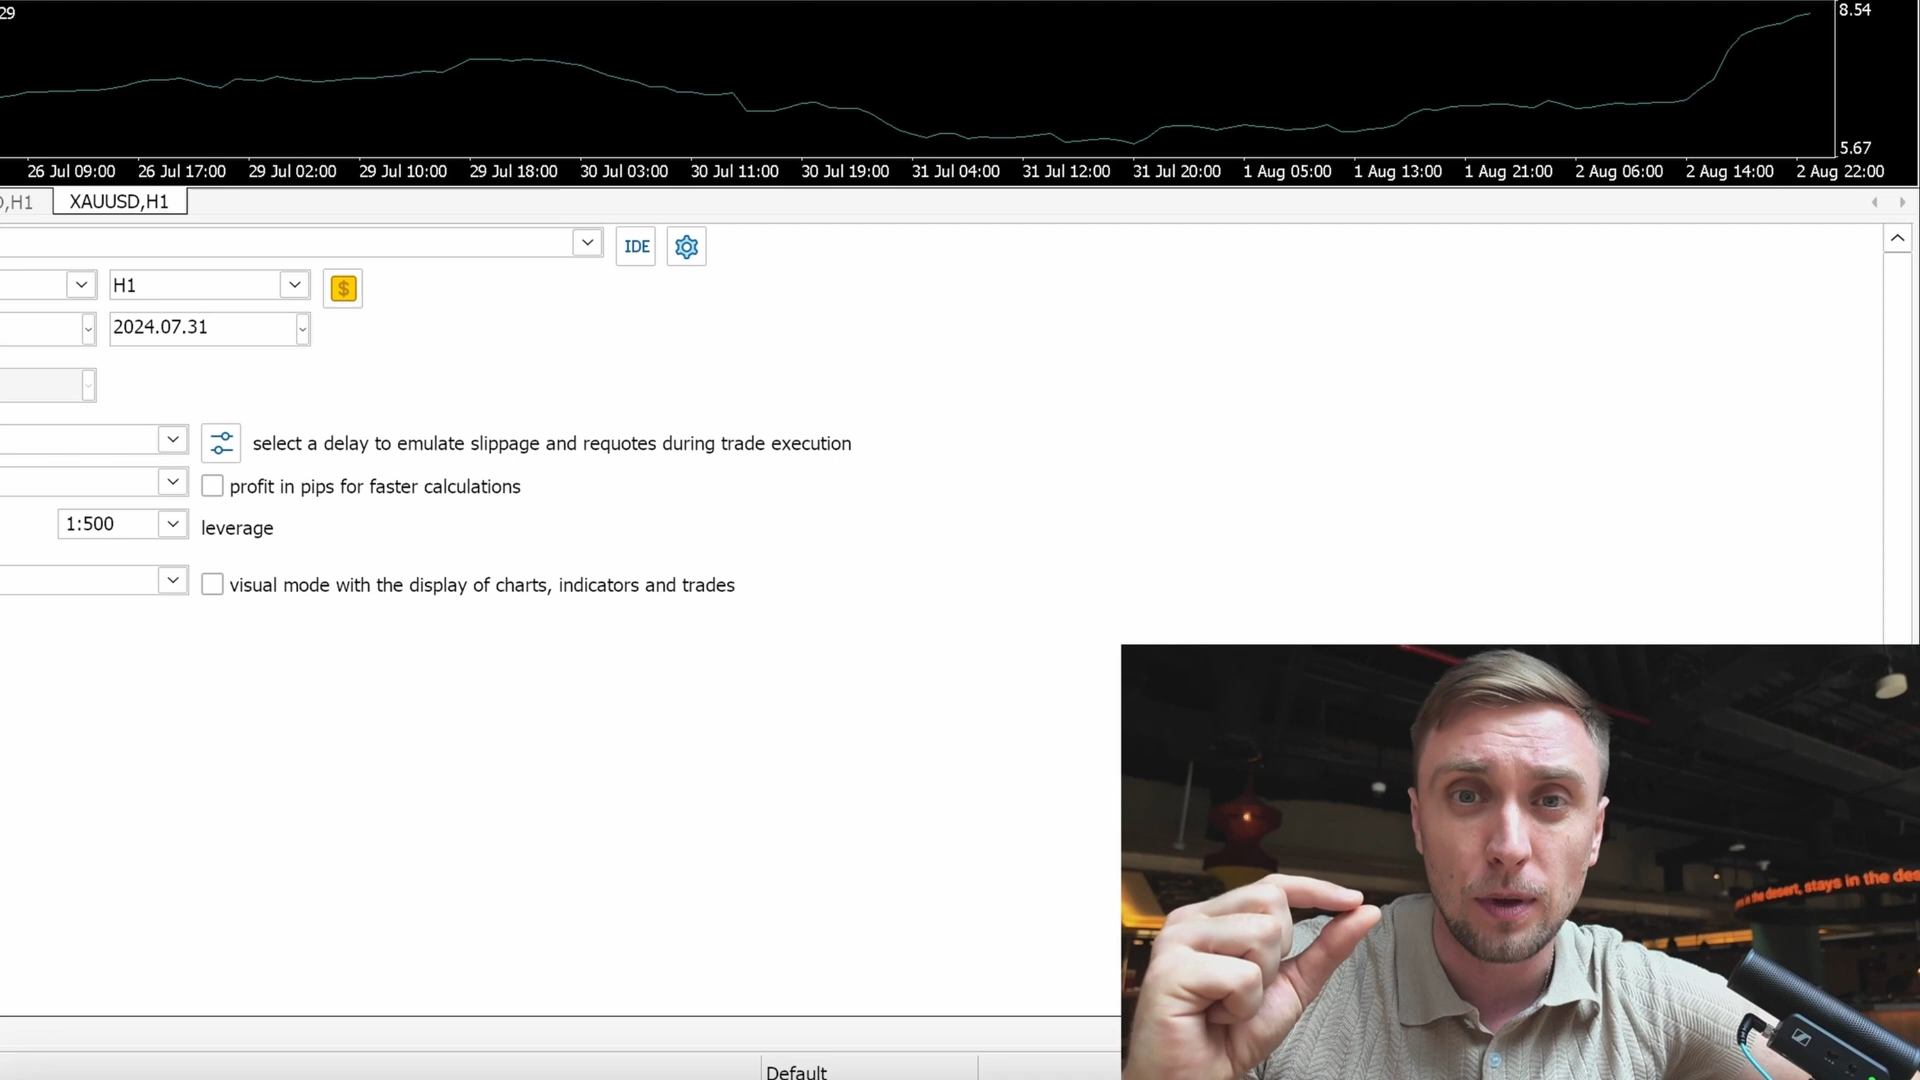 29
8.54
5.67
26 Jul 09:00 26 Jul 17:00 29 Jul 02:00 29 Jul 10:00 29 Jul 18:00 30 Jul 03:00 30 Jul 11:00 30 Jul 19:00 31 Jul 04:00 31 Jul 12:00 31 Jul 20:00 1 Aug 05:00 1 Aug 13:00 1 Aug 21:00 2 Aug 06:00 2 Aug 14:00 2 Aug 22:00
,H1 XAUUSD,H1
IDE
H1 $
2024.07.31
select a delay to emulate slippage and requotes during trade execution
profit in pips for faster calculations
1:500 leverage
visual mode with the display of charts, indicators and trades
in the desert, stays in the des
Default